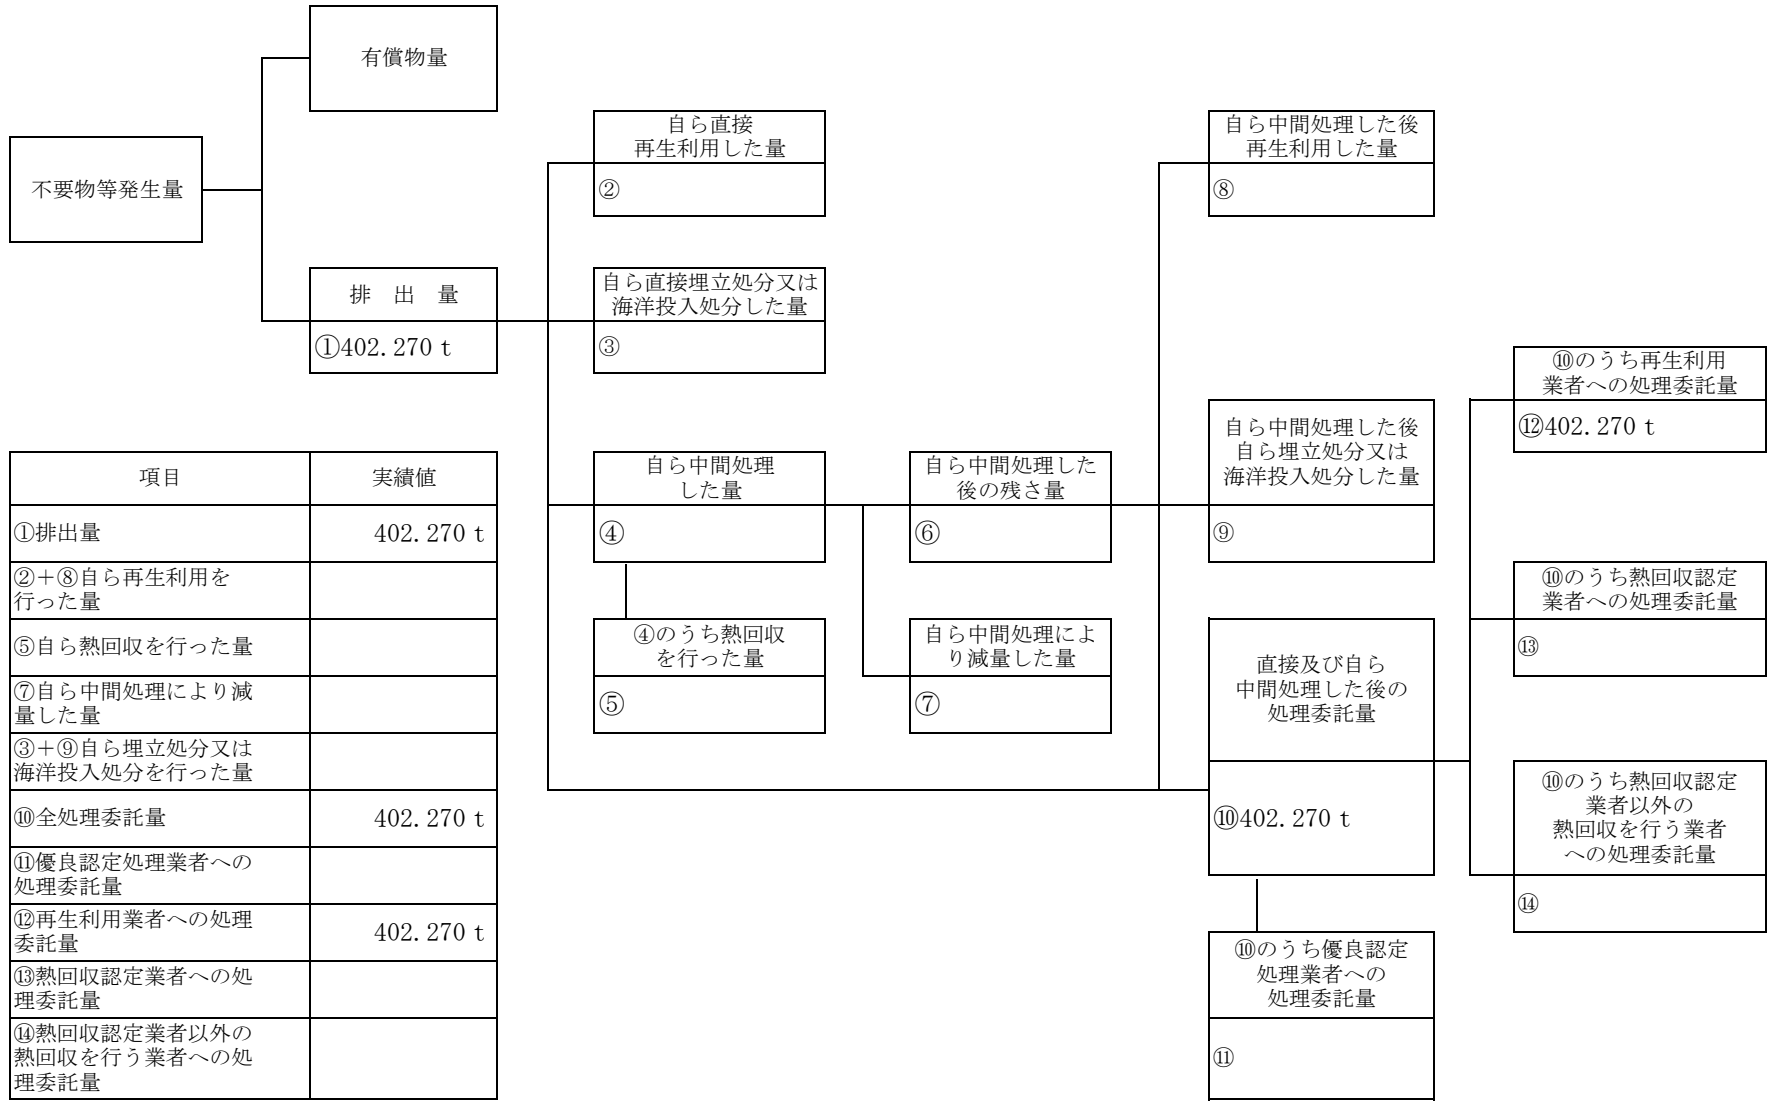 有償物量
不要物等発生量
排　出　量
①402.270 t
自ら直接
再生利用した量
②
自ら直接埋立処分又は
海洋投入処分した量
③
自ら中間処理
した量
④
④のうち熱回収
を行った量
⑤
自ら中間処理した
後の残さ量
⑥
自ら中間処理によ
り減量した量
⑦
自ら中間処理した後
再生利用した量
⑧
自ら中間処理した後
自ら埋立処分又は
海洋投入処分した量
⑨
直接及び自ら
中間処理した後の
処理委託量
⑩402.270 t
⑩のうち優良認定
処理業者への
処理委託量
⑪
⑩のうち再生利用
業者への処理委託量
⑫402.270 t
⑩のうち熱回収認定
業者への処理委託量
⑬
⑩のうち熱回収認定
業者以外の
熱回収を行う業者
への処理委託量
⑭
項目 実績値
①排出量 402.270 t
②＋⑧自ら再生利用を
行った量
⑤自ら熱回収を行った量
⑦自ら中間処理により減
量した量
③＋⑨自ら埋立処分又は
海洋投入処分を行った量
⑩全処理委託量 402.270 t
⑪優良認定処理業者への
処理委託量
⑫再生利用業者への処理
委託量 402.270 t
⑬熱回収認定業者への処
理委託量
⑭熱回収認定業者以外の
熱回収を行う業者への処
理委託量